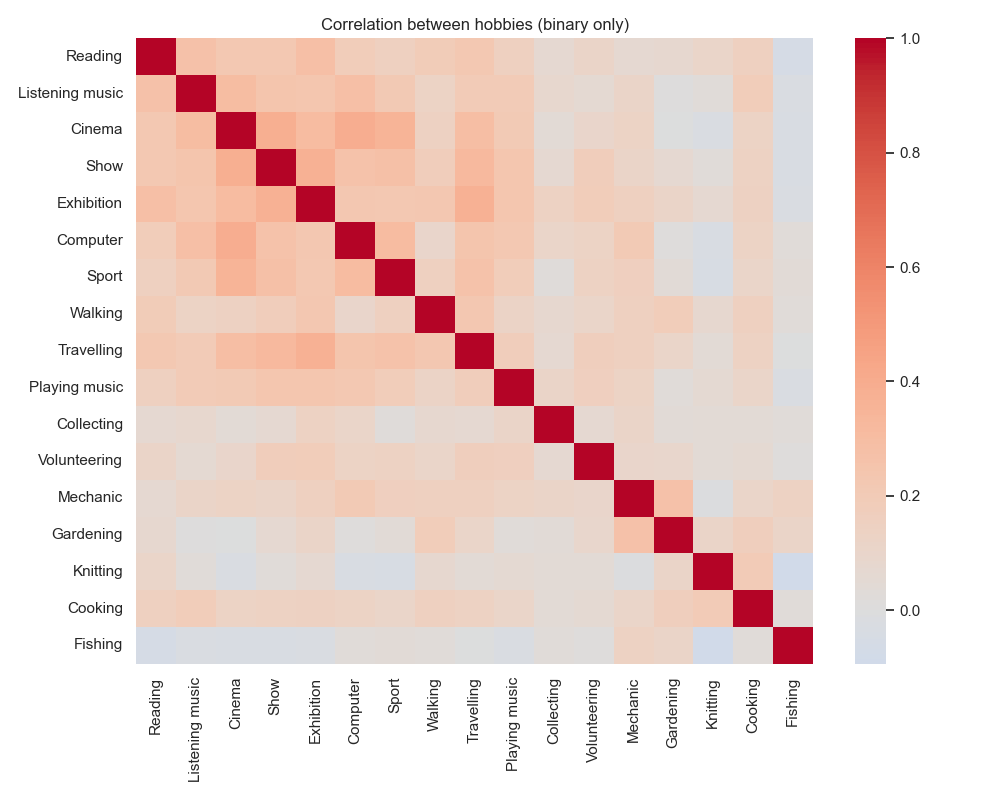 Correlation between hobbies (binary only)
Reading
Listening music
Cinema
Show
Exhibition
Computer
Sport
Walking
Travelling
Playing music
Collecting
Volunteering
Mechanic
Gardening
Knitting
Cooking
Fishing
Reading
Listening music
Cinema
Show
Exhibition
Computer
Sport
Walking
Travelling
Playing music
Collecting
Volunteering
Mechanic
Gardening
Knitting
Cooking
Fishing
1.0
0.8
0.6
0.4
0.2
0.0